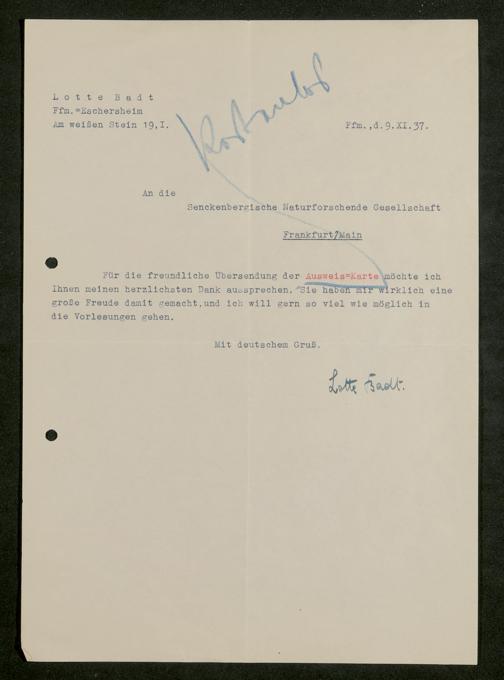 Kostenlos
Lotte Badt
Ffm.=Eschersheim
Am weißen Stein 19,I.
Ffm.,d.9.XI.37.
An die
Senckenbergische Naturforschende Gesellschaft
Frankfurt/Main
Für die freundliche Übersendung der Ausweis=Karte möchte ich
Ihnen meinen herzlichsten Dank aussprechen. Sie haben mir wirklich eine
große Freude damit gemacht,und ich will gern so viel wie möglich in
die Vorlesungen gehen.
Mit deutschem Gruß.
Lotte Badt.